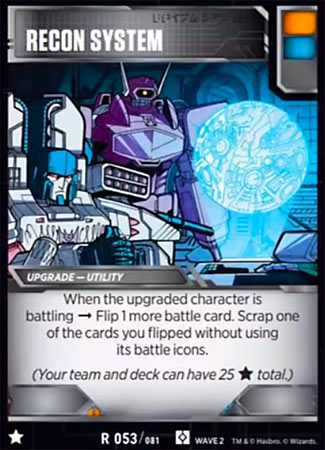 RECON SYSTEM
UPGRADE – UTILITY
When the upgraded character is
battling → Flip 1 more battle card. Scrap one
of the cards you flipped without using
its battle icons.
(Your team and deck can have 25 ★ total.)
★ R 053/081 WAVE 2 TM & © Hasbro. © Wizards.